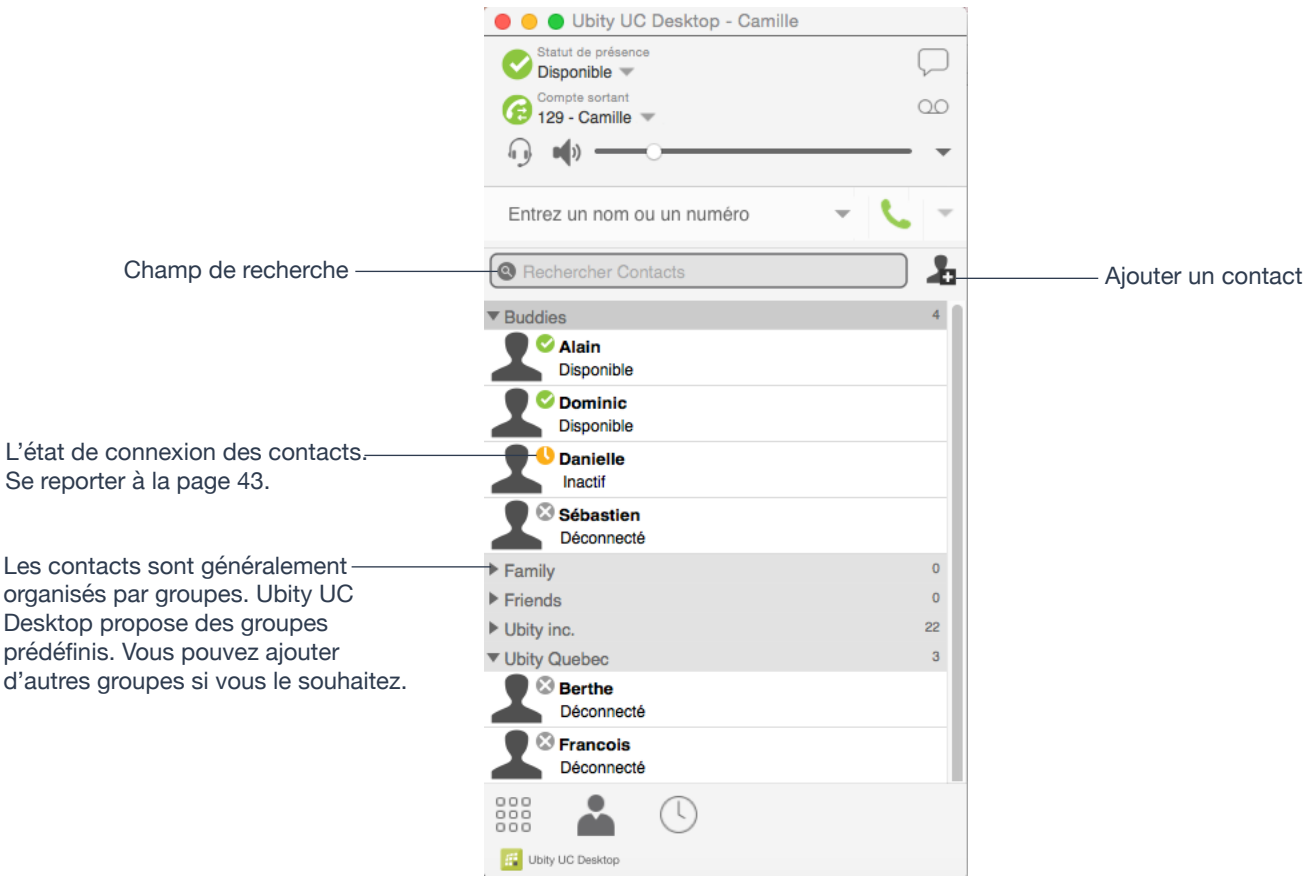 Ubity UC Desktop - Camille
Statut de présence
Disponible
Compte sortant
129 - Camille
Entrez un nom ou un numéro
Champ de recherche
Rechercher Contacts
Ajouter un contact
Buddies 4
Alain
Disponible
Dominic
Disponible
L’état de connexion des contacts.
Se reporter à la page 43.
Danielle
Inactif
Sébastien
Déconnecté
Les contacts sont généralement
organisés par groupes. Ubity UC
Desktop propose des groupes
prédéfinis. Vous pouvez ajouter
d’autres groupes si vous le souhaitez.
Family 0
Friends 0
Ubity inc. 22
Ubity Quebec 3
Berthe
Déconnecté
Francois
Déconnecté
Ubity UC Desktop